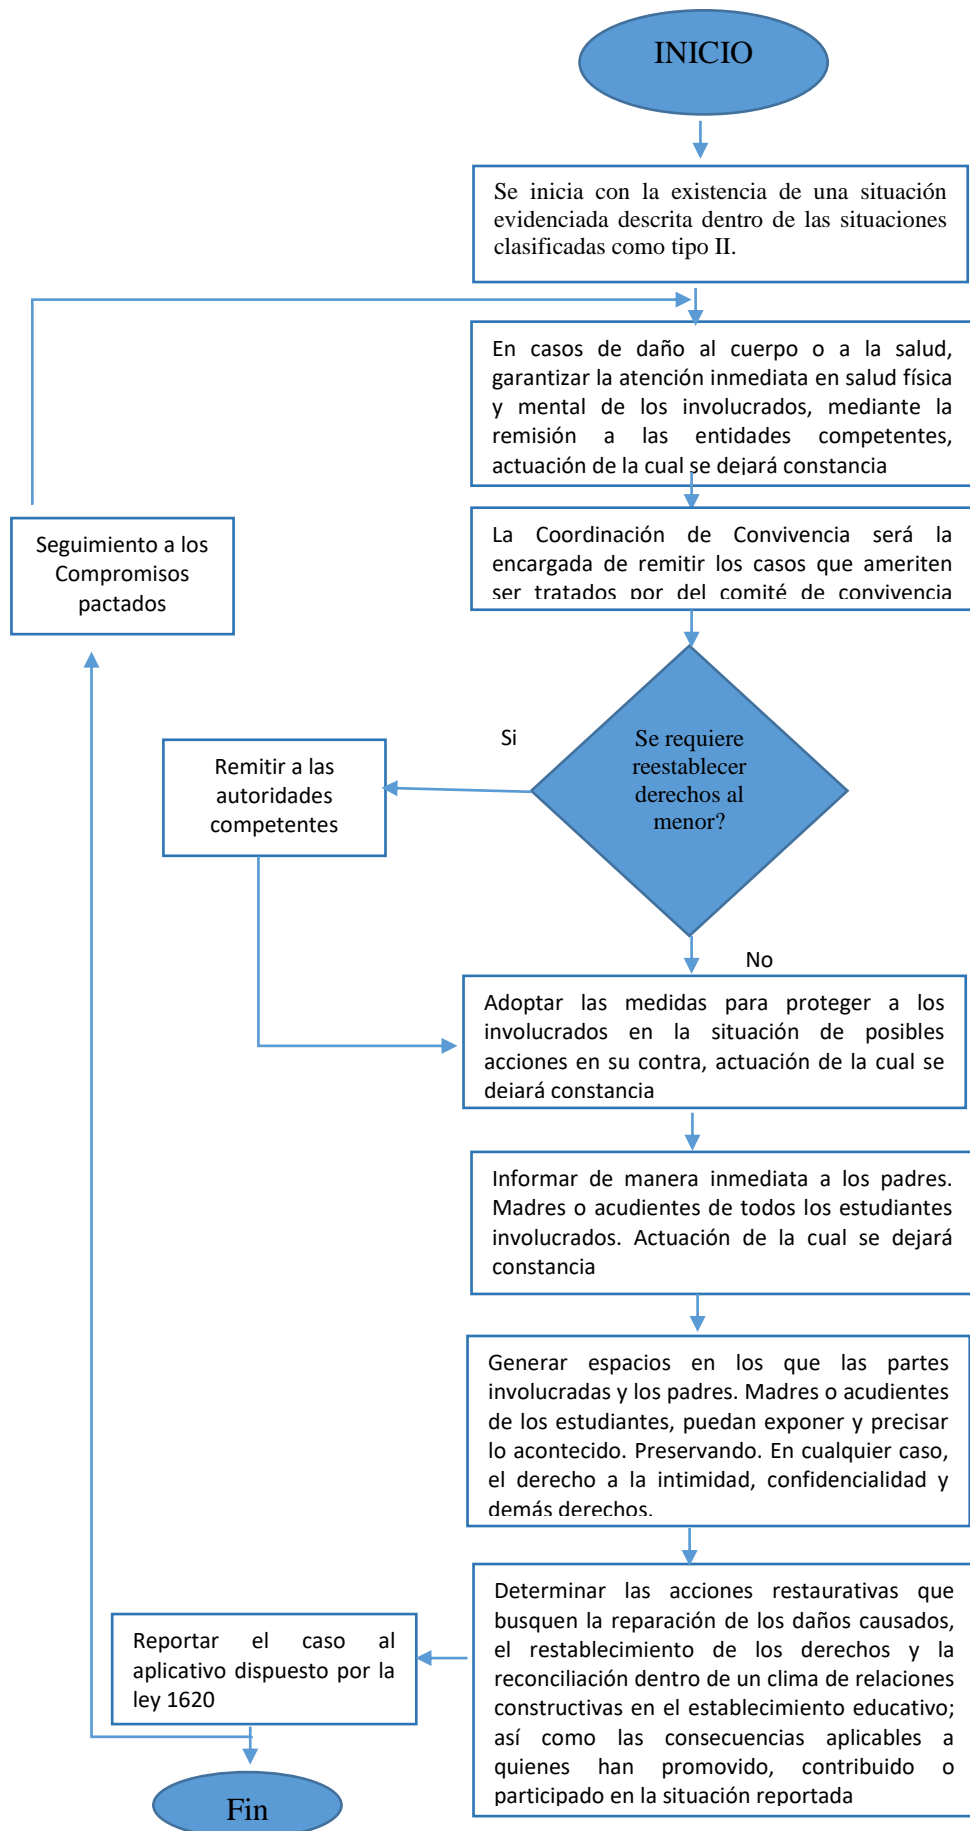 INICIO
Se inicia con la existencia de una situación
evidenciada descrita dentro de las situaciones
clasificadas como tipo II.
En casos de daño al cuerpo o a la salud,
garantizar la atención inmediata en salud física
y mental de los involucrados, mediante la
remisión a las entidades competentes,
actuación de la cual se dejará constancia
La Coordinación de Convivencia será la
encargada de remitir los casos que ameriten
ser tratados por del comité de convivencia
Seguimiento a los
Compromisos
pactados
Si
Se requiere
reestablecer
derechos al
menor?
Remitir a las
autoridades
competentes
No
Adoptar las medidas para proteger a los
involucrados en la situación de posibles
acciones en su contra, actuación de la cual se
dejará constancia
Informar de manera inmediata a los padres.
Madres o acudientes de todos los estudiantes
involucrados. Actuación de la cual se dejará
constancia
Generar espacios en los que las partes
involucradas y los padres. Madres o acudientes
de los estudiantes, puedan exponer y precisar
lo acontecido. Preservando. En cualquier caso,
el derecho a la intimidad, confidencialidad y
demás derechos.
Determinar las acciones restaurativas que
busquen la reparación de los daños causados,
el restablecimiento de los derechos y la
reconciliación dentro de un clima de relaciones
constructivas en el establecimiento educativo;
así como las consecuencias aplicables a
quienes han promovido, contribuido o
participado en la situación reportada
Reportar el caso al
aplicativo dispuesto por la
ley 1620
Fin